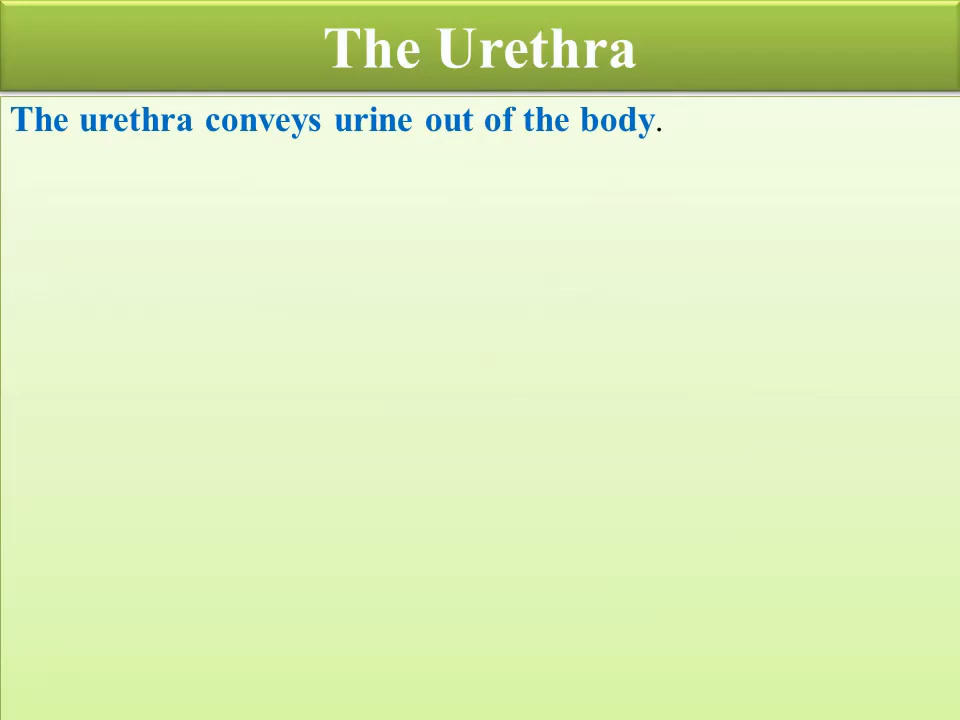 The Urethra
The urethra conveys urine out of the body.